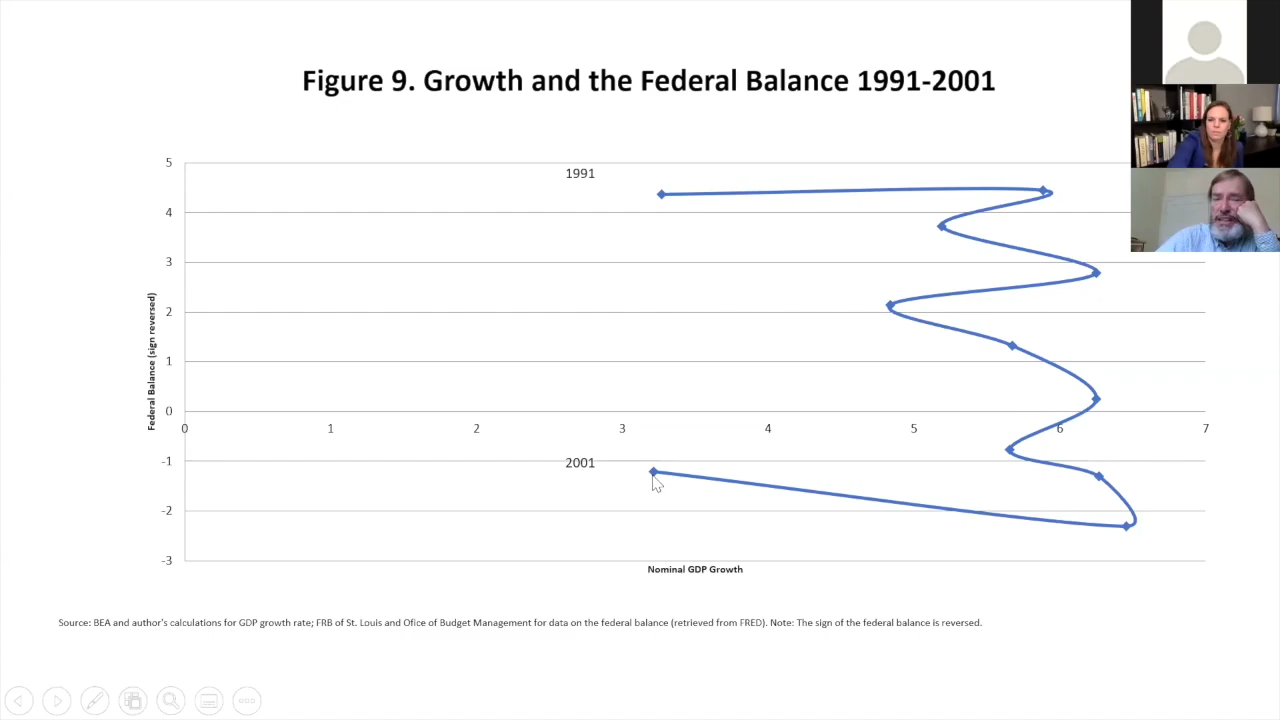 Figure 9. Growth and the Federal Balance 1991-2001
5
1991
4
3
2
1
0
0 1 2 3 4 5 6 7
-1
2001
-2
-3
Federal Balance (sign reversed)
Nominal GDP Growth
Source: BEA and author's calculations for GDP growth rate; FRB of St. Louis and Ofice of Budget Management for data on the federal balance (retrieved from FRED). Note: The sign of the federal balance is reversed.